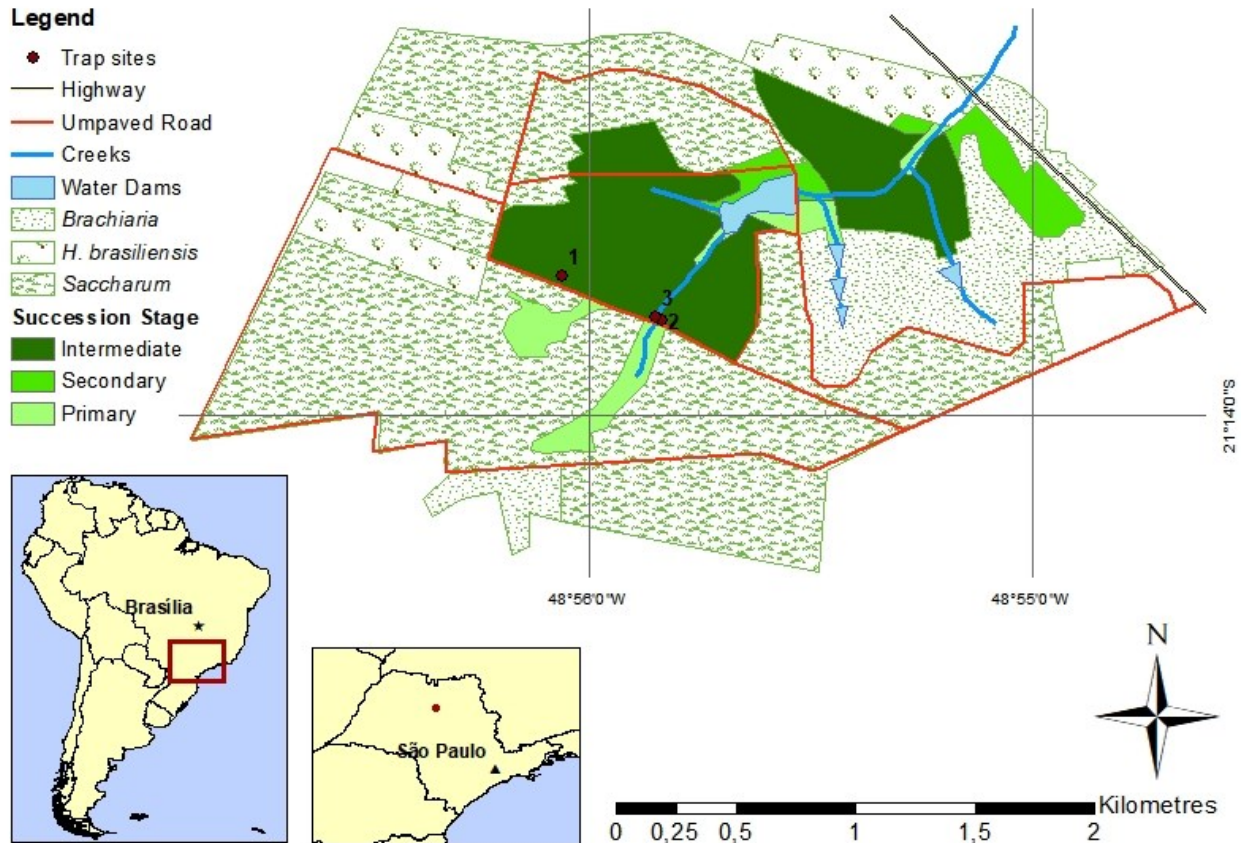 Legend
Trap sites
Highway
Umpaved Road
Creeks
Water Dams
Brachiaria
H. brasiliensis
Saccharum
Succession Stage
Intermediate
Secondary
Primary
1
3
2
21°14'0"S
48°56'0"W
48°55'0"W
Brasília
São Paulo
N
Kilometres
0 0,25 0,5 1 1,5 2